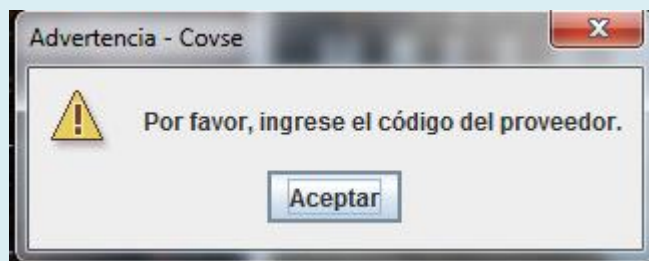 Advertencia - Covse
Por favor, ingrese el código del proveedor.
Aceptar